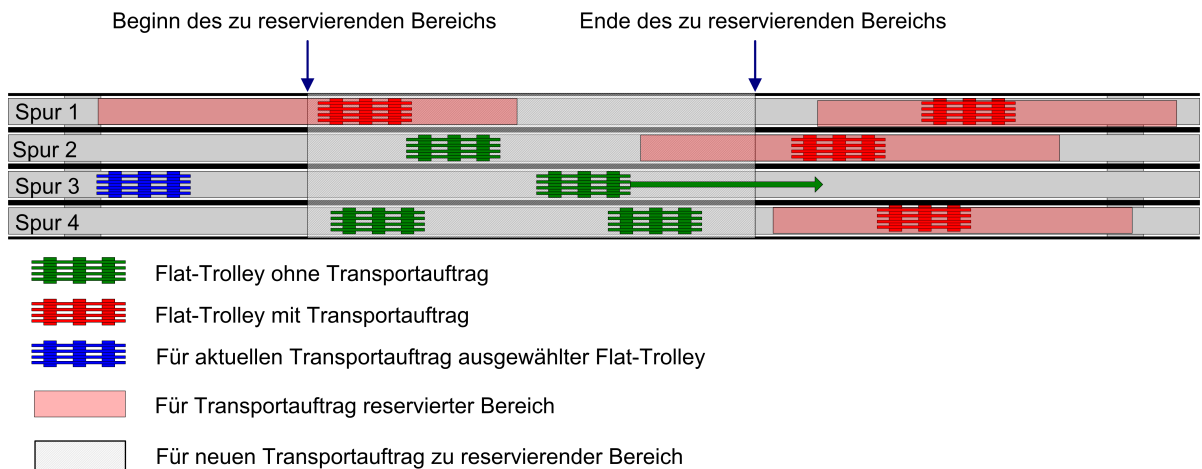 Beginn des zu reservierenden Bereichs
Ende des zu reservierenden Bereichs
Spur 1
Spur 2
Spur 3
Spur 4
Flat-Trolley ohne Transportauftrag
Flat-Trolley mit Transportauftrag
Für aktuellen Transportauftrag ausgewählter Flat-Trolley
Für Transportauftrag reservierter Bereich
Für neuen Transportauftrag zu reservierender Bereich